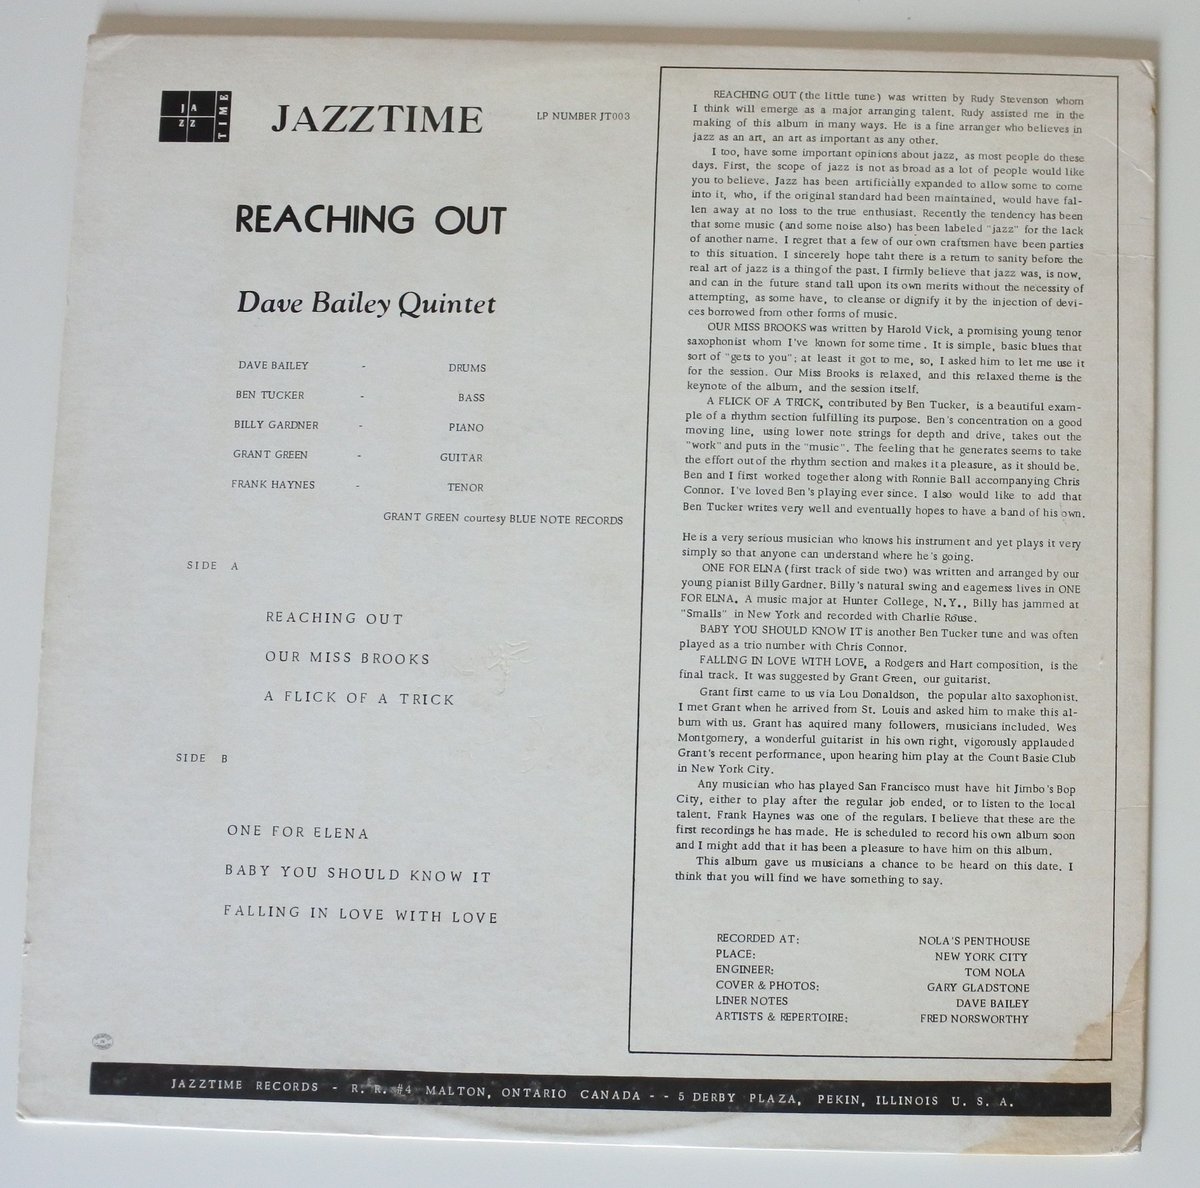 JAZZ TIME
JAZZTIME
LP NUMBER JT003
REACHING OUT
Dave Bailey Quintet
DAVE BAILEY - DRUMS
BEN TUCKER - BASS
BILLY GARDNER - PIANO
GRANT GREEN - GUITAR
FRANK HAYNES - TENOR
GRANT GREEN courtesy BLUE NOTE RECORDS
SIDE A
REACHING OUT
OUR MISS BROOKS
A FLICK OF A TRICK
SIDE B
ONE FOR ELENA
BABY YOU SHOULD KNOW IT
FALLING IN LOVE WITH LOVE
REACHING OUT (the little tune) was written by Rudy Stevenson whom
I think will emerge as a major arranging talent. Rudy assisted me in the
making of this album in many ways. He is a fine arranger who believes in
jazz as an art, an art as important as any other.
I too, have some important opinions about jazz, as most people do these
days. First, the scope of jazz is not as broad as a lot of people would like
you to believe. Jazz has been artificially expanded to allow some to come
into it, who, if the original standard had been maintained, would have fal-
len away at no loss to the true enthusiast. Recently the tendency has been
that some music (and some noise also) has been labeled "jazz" for the lack
of another name. I regret that a few of our own craftsmen have been parties
to this situation. I sincerely hope taht there is a return to sanity before the
real art of jazz is a thing of the past. I firmly believe that jazz was, is now,
and can in the future stand tall upon its own merits without the necessity of
attempting, as some have, to cleanse or dignify it by the injection of devi-
ces borrowed from other forms of music.
OUR MISS BROOKS was written by Harold Vick, a promising young tenor
saxophonist whom I've known for some time. It is simple, basic blues that
sort of "gets to you"; at least it got to me, so, I asked him to let me use it
for the session. Our Miss Brooks is relaxed, and this relaxed theme is the
keynote of the album, and the session itself.
A FLICK OF A TRICK, contributed by Ben Tucker, is a beautiful exam-
ple of a rhythm section fulfilling its purpose. Ben's concentration on a good
moving line, using lower note strings for depth and drive, takes out the
"work" and puts in the "music". The feeling that he generates seems to take
the effort out of the rhythm section and makes it a pleasure, as it should be.
Ben and I first worked together along with Ronnie Ball accompanying Chris
Connor. I've loved Ben's playing ever since. I also would like to add that
Ben Tucker writes very well and eventually hopes to have a band of his own.
He is a very serious musician who knows his instrument and yet plays it very
simply so that anyone can understand where he's going.
ONE FOR ELNA (first track of side two) was written and arranged by our
young pianist Billy Gardner. Billy's natural swing and eagerness lives in ONE
FOR ELNA. A music major at Hunter College, N.Y., Billy has jammed at
"Smalls" in New York and recorded with Charlie Rouse.
BABY YOU SHOULD KNOW IT is another Ben Tucker tune and was often
played as a trio number with Chris Connor.
FALLING IN LOVE WITH LOVE, a Rodgers and Hart composition, is the
final track. It was suggested by Grant Green, our guitarist.
Grant first came to us via Lou Donaldson, the popular alto saxophonist.
I met Grant when he arrived from St. Louis and asked him to make this al-
bum with us. Grant has aquired many followers, musicians included. Wes
Montgomery, a wonderful guitarist in his own right, vigorously applauded
Grant's recent performance, upon hearing him play at the Count Basie Club
in New York City.
Any musician who has played San Francisco must have hit Jimbo's Bop
City, either to play after the regular job ended, or to listen to the local
talent. Frank Haynes was one of the regulars. I believe that these are the
first recordings he has made. He is scheduled to record his own album soon
and I might add that it has been a pleasure to have him on this album.
This album gave us musicians a chance to be heard on this date. I
think that you will find we have something to say.
RECORDED AT: NOLA'S PENTHOUSE
PLACE: NEW YORK CITY
ENGINEER: TOM NOLA
COVER & PHOTOS: GARY GLADSTONE
LINER NOTES DAVE BAILEY
ARTISTS & REPERTOIRE: FRED NORSWORTHY
JAZZTIME RECORDS - R. R. #4 MALTON, ONTARIO CANADA - - 5 DERBY PLAZA, PEKIN, ILLINOIS U. S. A.